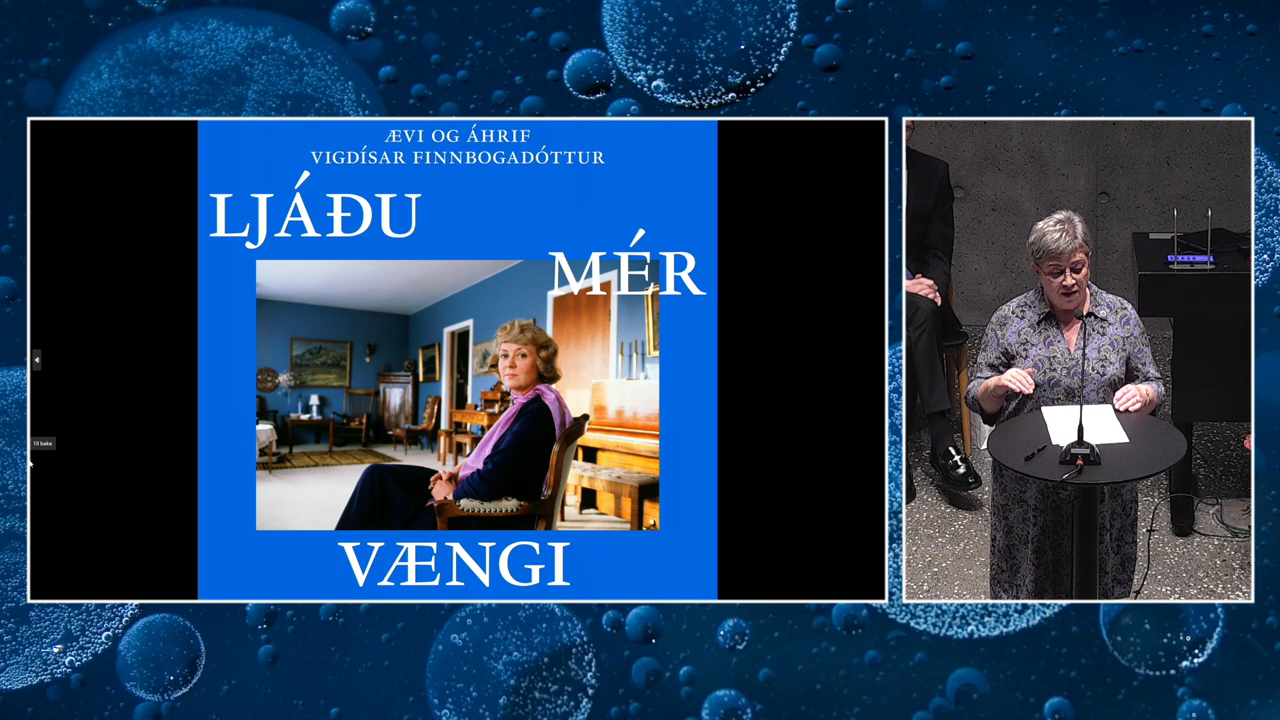 ÆVI OG ÁHRIF
VIGDÍSAR FINNBOGADÓTTUR
LJÁÐU
MÉR
VÆNGI
Til baka